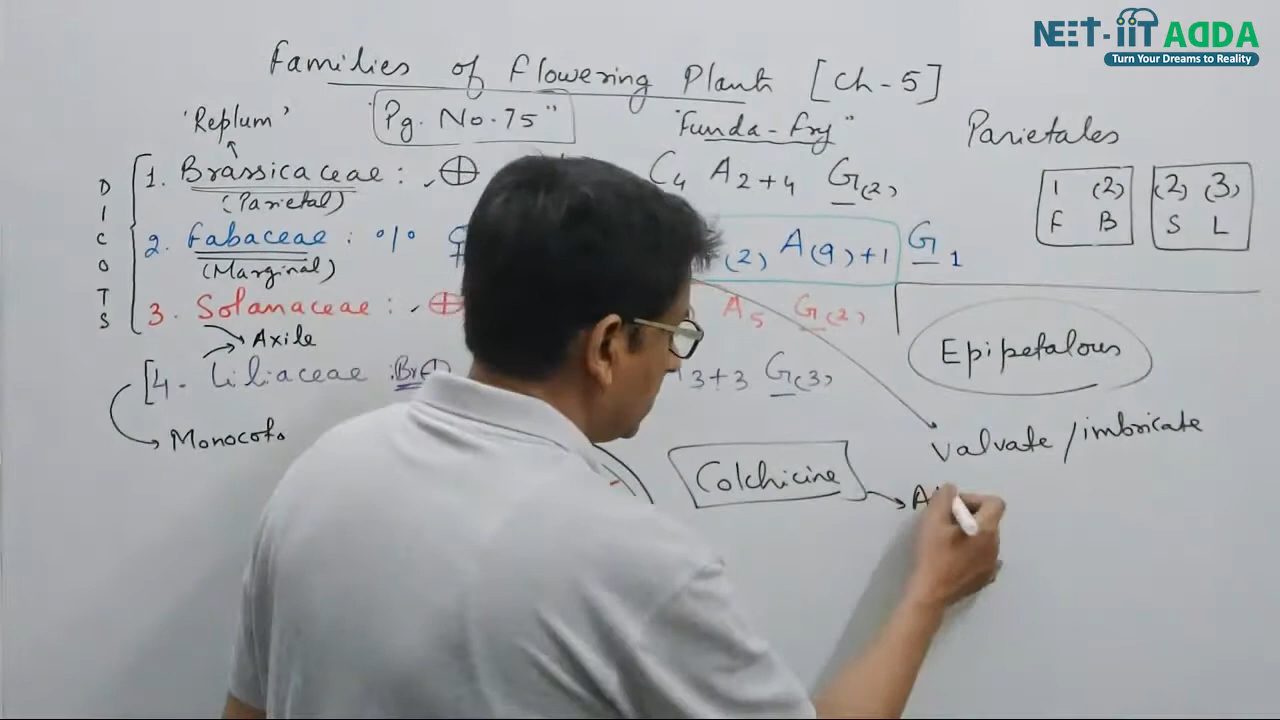 NEET-iiT ADDA
Turn Your Dreams to Reality
Families of Flowering Plants [Ch-5]
'Replum' "Pg. No. 75" "Funda-fry" Parietales
D I C O T S
1. Brassicaceae : ⊕ C4 A2+4 G(2)
(Parietal)
2. Fabaceae : % (2) A(9)+1 G1
(Marginal)
3. Solanaceae : ⊕ A5 G(2)
Axile
[4. Liliaceae : Br ⊕ 3+3 G(3)
Monocots
1 (2) (2) (3)
F B S L
Epipetalous
Valvate / imbricate
Colchicine → A